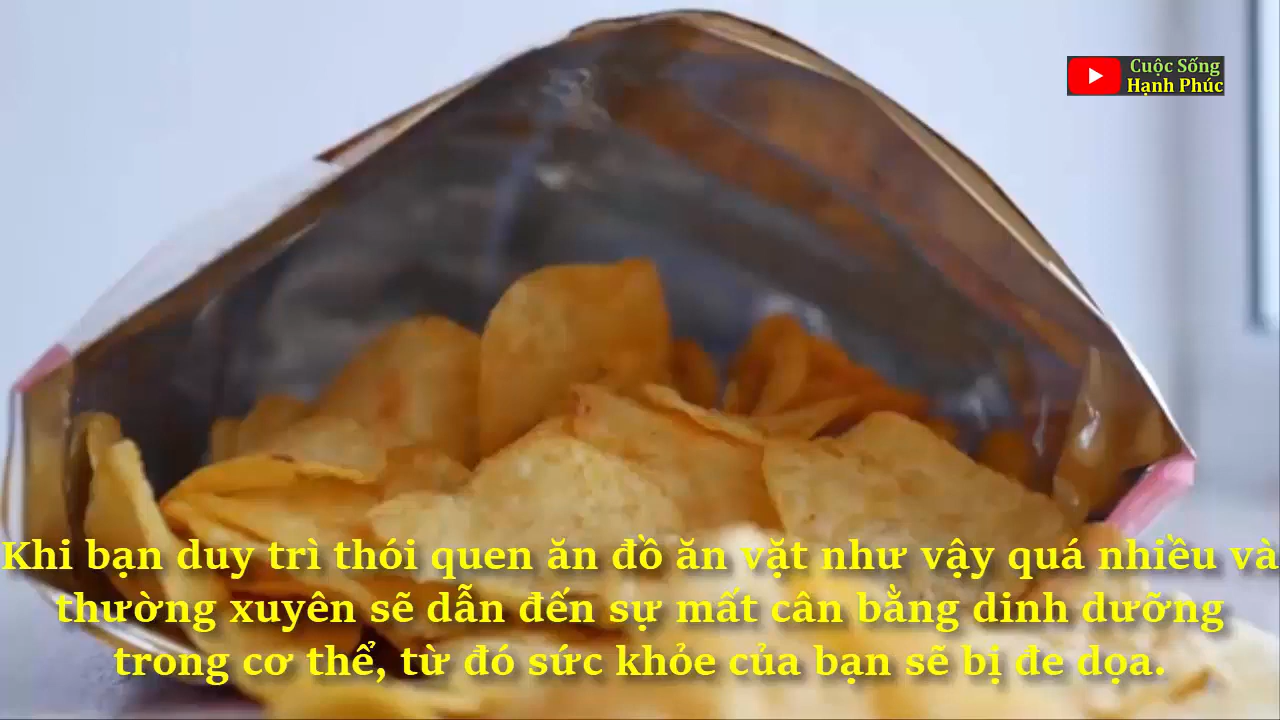 Cuộc Sống
Hạnh Phúc
Khi bạn duy trì thói quen ăn đồ ăn vặt như vậy quá nhiều và
thường xuyên sẽ dẫn đến sự mất cân bằng dinh dưỡng
trong cơ thể, từ đó sức khỏe của bạn sẽ bị đe dọa.